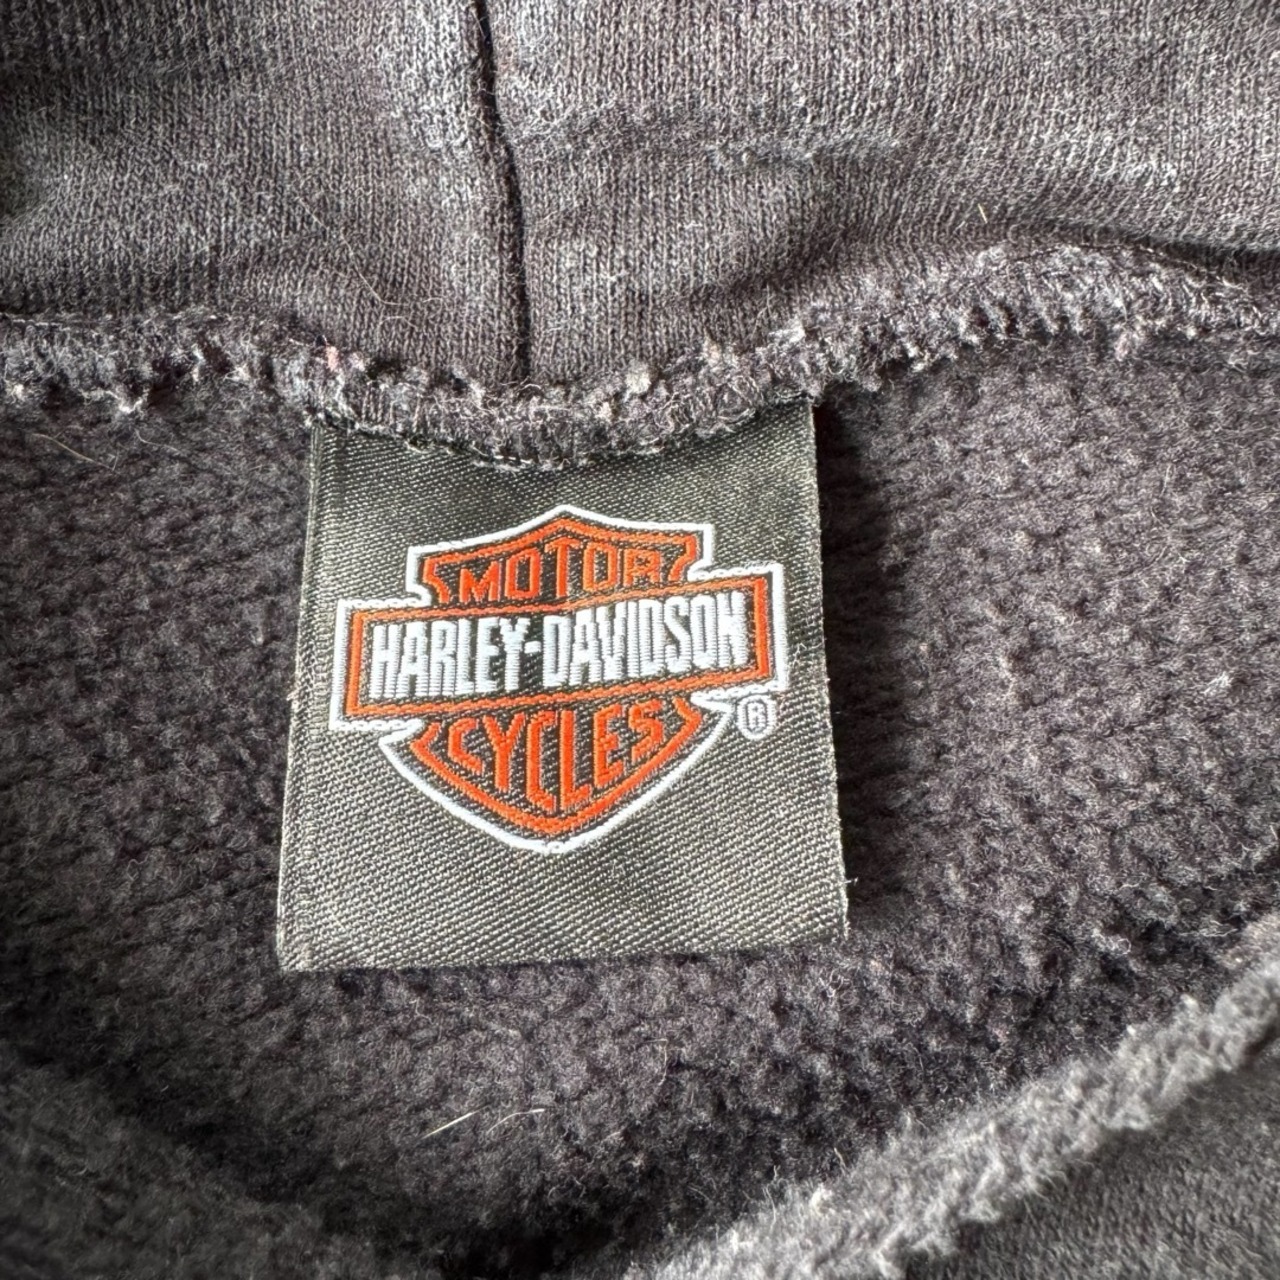 MOTOR
HARLEY-DAVIDSON
CYCLES
®